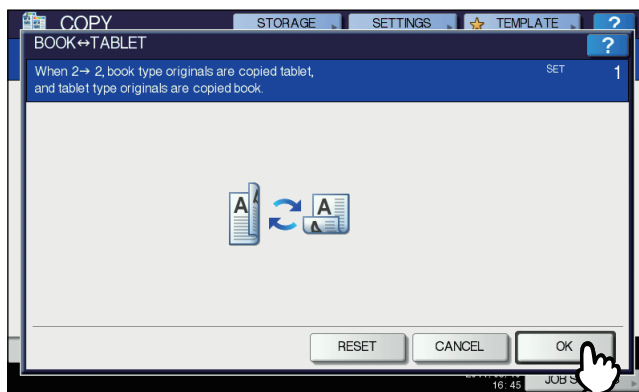 COPY
STORAGE
SETTINGS
TEMPLATE
?
BOOK↔TABLET
?
When 2→ 2, book type originals are copied tablet,
and tablet type originals are copied book.
SET
1
A
A
A
A
RESET
CANCEL
OK
16:45
JOB S